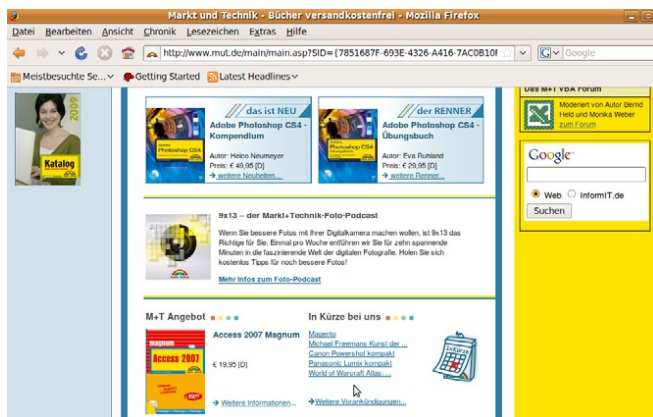 Markt und Technik - Bücher versandkostenfrei - Mozilla Firefox
Datei Bearbeiten Ansicht Chronik Lesezeichen Extras Hilfe
http://www.mut.de/main/main.asp?SID={7851687F-693E-4326-A416-7AC0B10F
Google
Meistbesuchte Se... Getting Started Latest Headlines
2009
Katalog
das ist NEU
Adobe Photoshop CS4 -
Kompendium
Autor: Heico Neumeyer
Preis: € 49,95 [D]
weitere Neuheiten...
Photoshop CS4
der RENNER
Adobe Photoshop CS4 -
Übungsbuch
Autor: Eva Ruhland
Preis: € 29,95 [D]
weitere Renner...
Photoshop CS4
Das M+T VBA Forum
Moderiert von Autor Bernd
Held und Monika Weber
zum Forum
Google
Web InformIT.de
Suchen
9x13 – der Markt+Technik-Foto-Podcast
Wenn Sie bessere Fotos mit Ihrer Digitalkamera machen wollen, ist 9x13 das
Richtige für Sie. Einmal pro Woche entführen wir Sie für zehn spannende
Minuten in die faszinierende Welt der digitalen Fotografie. Holen Sie sich
kostenlos Tipps für noch bessere Fotos!
Mehr Infos zum Foto-Podcast
M+T Angebot
magnum
Access 2007
Access 2007 Magnum
€ 19,95 [D]
Weitere Informationen...
In Kürze bei uns
Magento
Michael Freemans Kunst der ...
Canon Powershot kompakt
Panasonic Lumix kompakt
World of Warcraft Atlas: ...
Weitere Vorankündigungen...
In Kürze